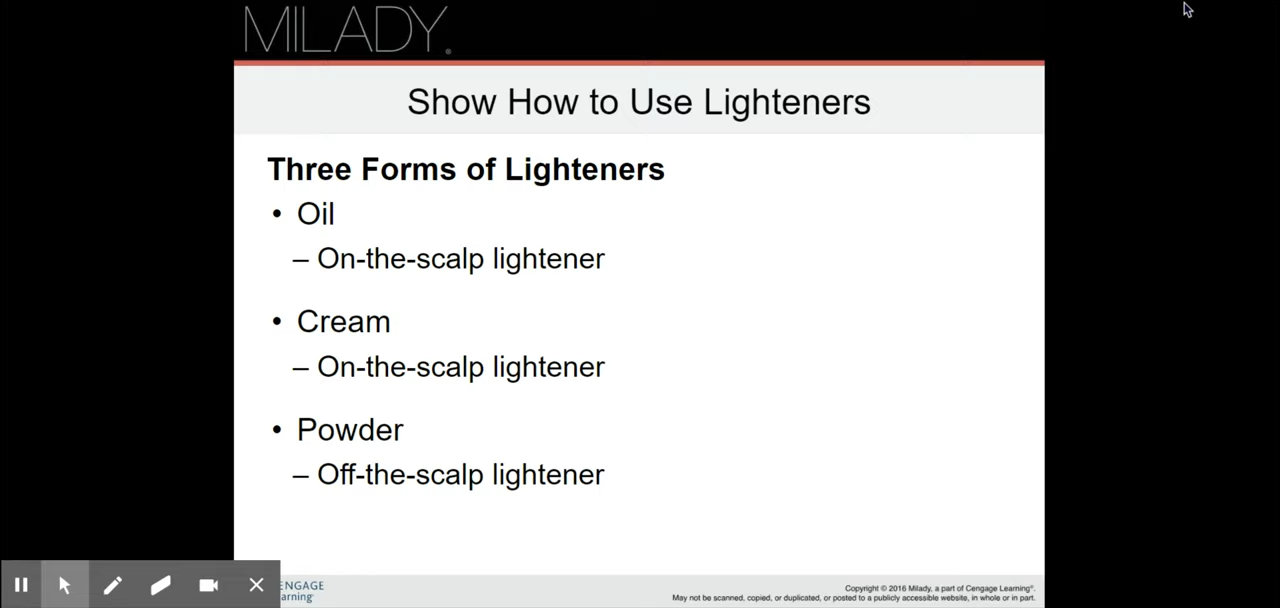 MILADY.
Show How to Use Lighteners
Three Forms of Lighteners
• Oil
– On-the-scalp lightener
• Cream
– On-the-scalp lightener
• Powder
– Off-the-scalp lightener
ENGAGE
arning
Copyright © 2016 Milady, a part of Cengage Learning®.
May not be scanned, copied, or duplicated, or posted to a publicly accessible website, in whole or in part.